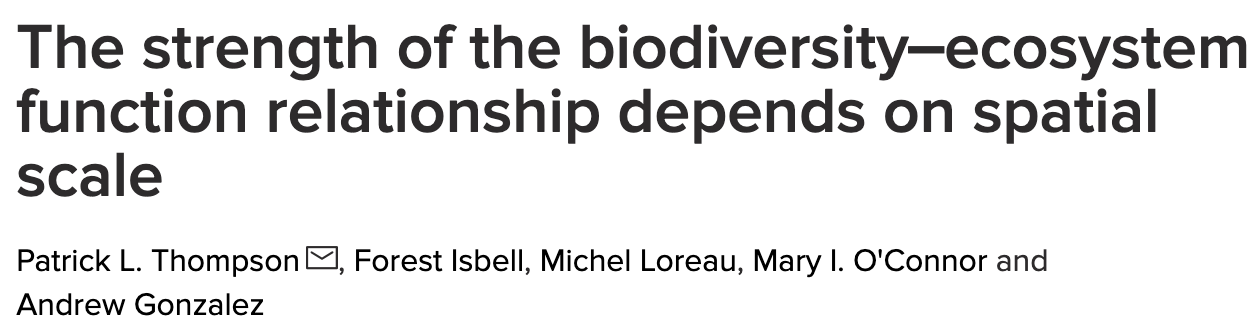 The strength of the biodiversity–ecosystem
function relationship depends on spatial
scale
Patrick L. Thompson, Forest Isbell, Michel Loreau, Mary I. O'Connor and
Andrew Gonzalez